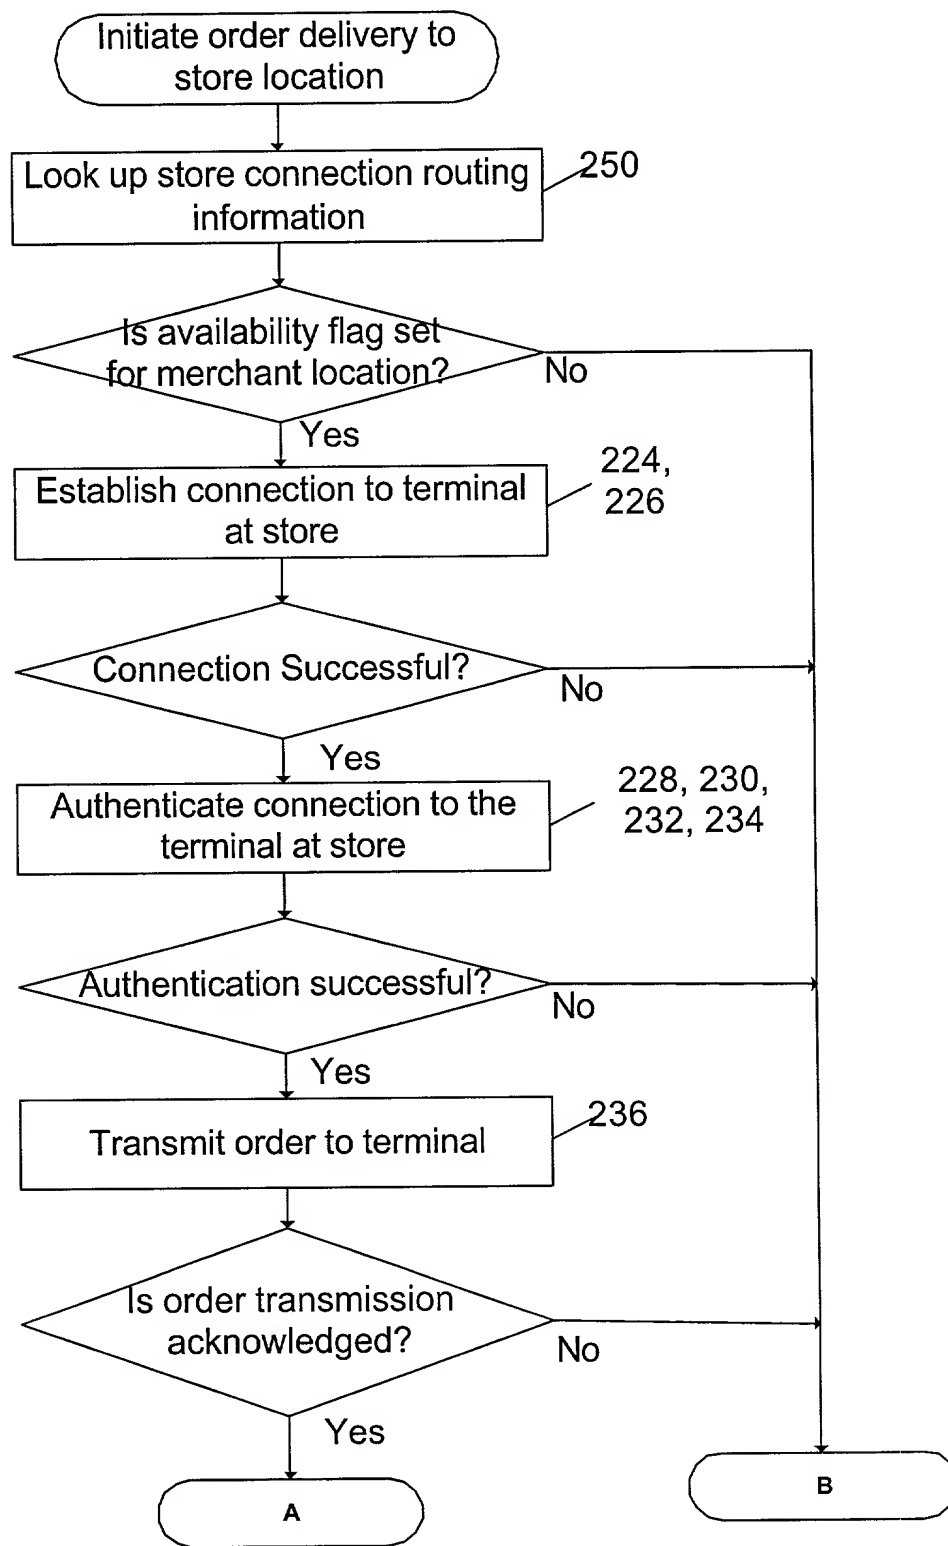 Initiate order delivery to
store location
Look up store connection routing
information
250
Is availability flag set
for merchant location?
No
Yes
Establish connection to terminal
at store
224,
226
Connection Successful?
No
Yes
Authenticate connection to the
terminal at store
228, 230,
232, 234
Authentication successful?
No
Yes
Transmit order to terminal
236
Is order transmission
acknowledged?
No
Yes
A
B